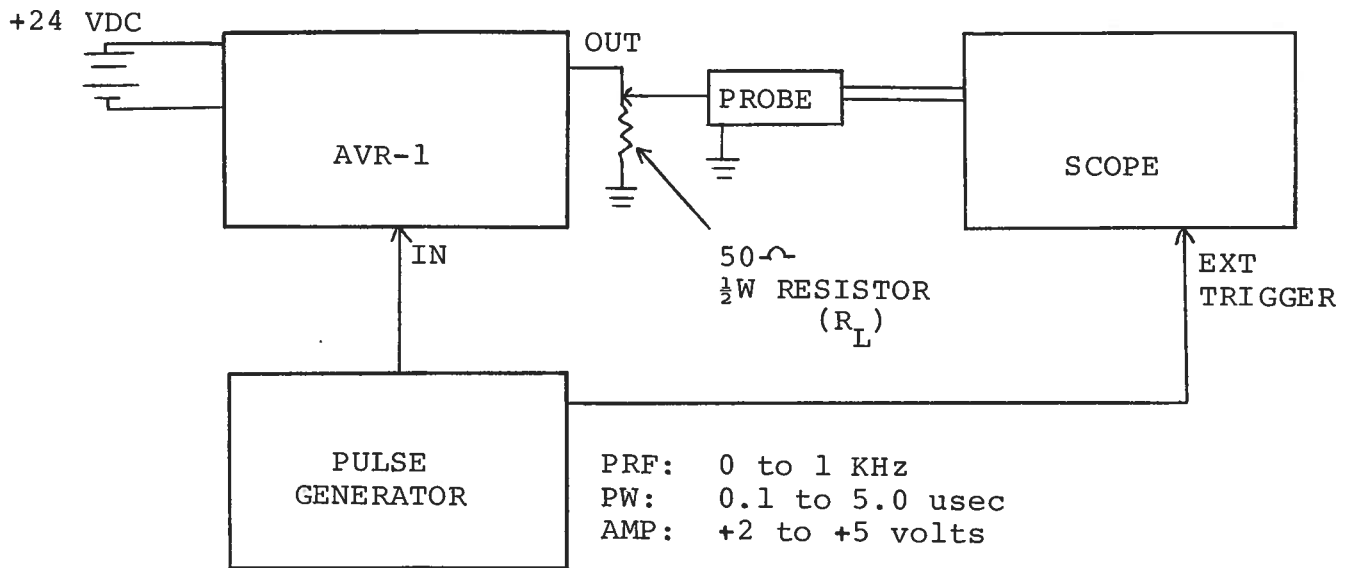 +24 VDC
OUT
AVR-1
PROBE
SCOPE
IN
50-Ω-
½W RESISTOR
(R_L)
EXT
TRIGGER
PULSE
GENERATOR
PRF: 0 to 1 KHz
PW: 0.1 to 5.0 usec
AMP: +2 to +5 volts